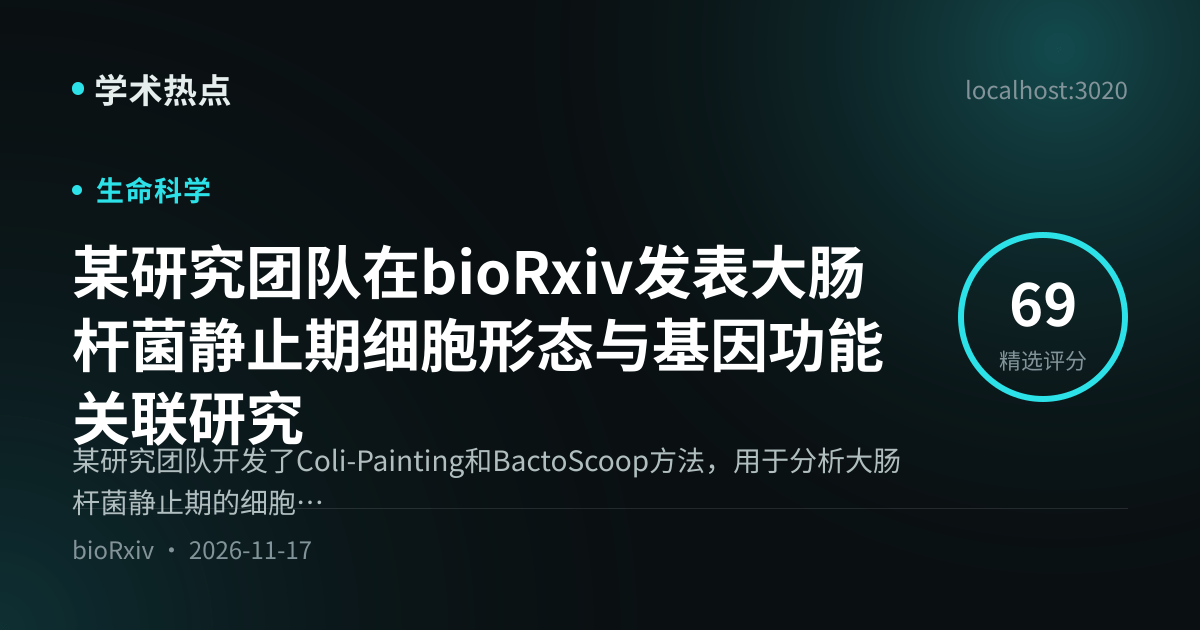 学术热点
localhost:3020
生命科学
某研究团队在bioRxiv发表大肠
杆菌静止期细胞形态与基因功能
关联研究
69
精选评分
某研究团队开发了Coli-Painting和BactoScoop方法，用于分析大肠
杆菌静止期的细胞…
bioRxiv • 2026-11-17